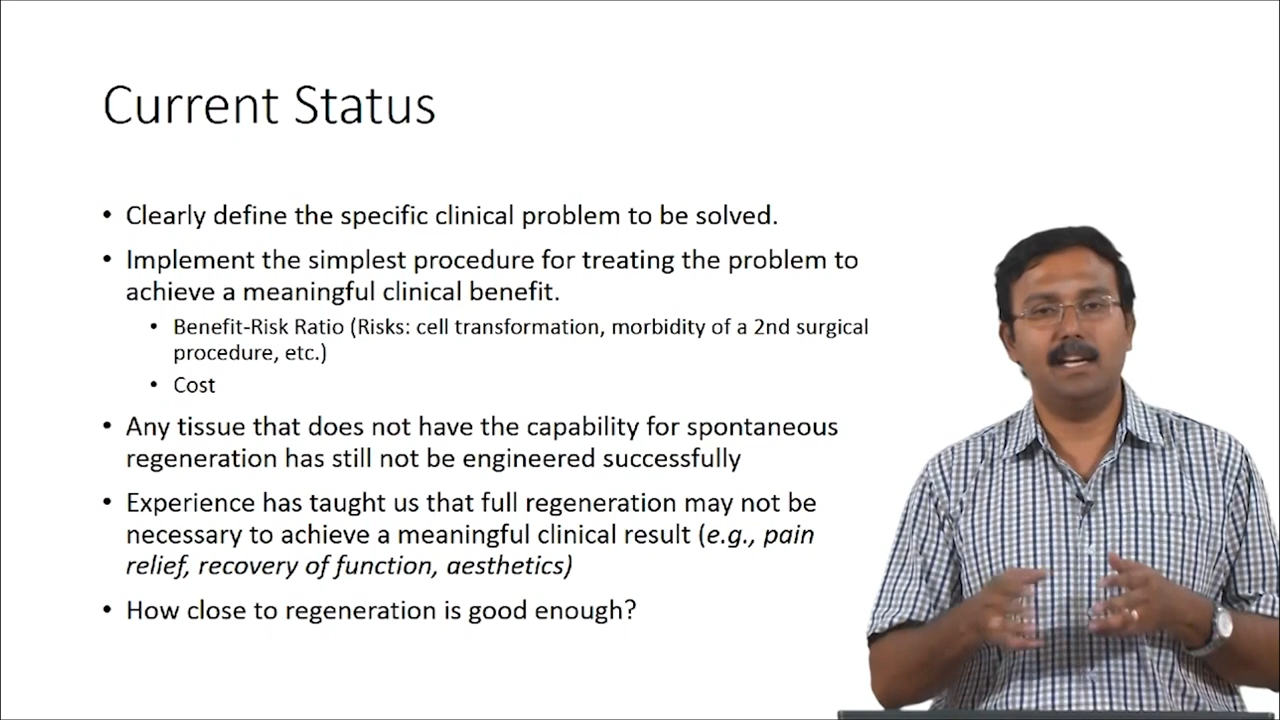 Current Status
• Clearly define the specific clinical problem to be solved.
• Implement the simplest procedure for treating the problem to
achieve a meaningful clinical benefit.
• Benefit-Risk Ratio (Risks: cell transformation, morbidity of a 2nd surgical
procedure, etc.)
• Cost
• Any tissue that does not have the capability for spontaneous
regeneration has still not be engineered successfully
• Experience has taught us that full regeneration may not be
necessary to achieve a meaningful clinical result (e.g., pain
relief, recovery of function, aesthetics)
• How close to regeneration is good enough?